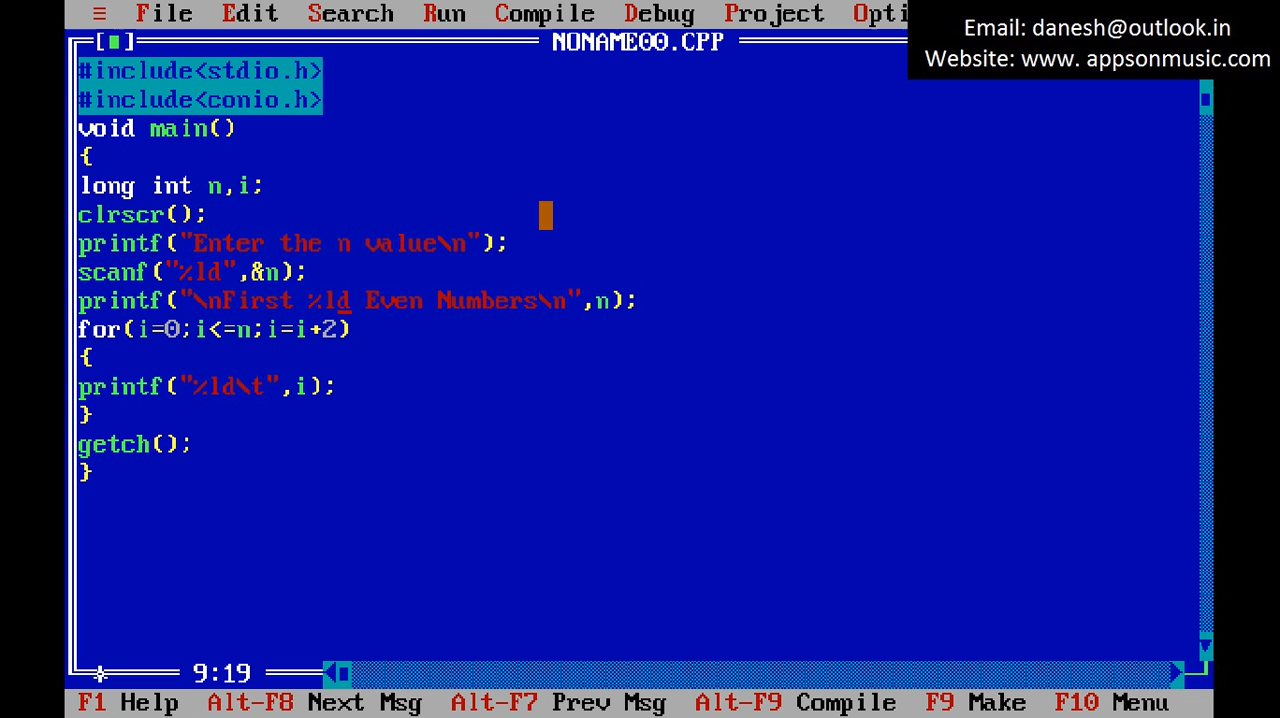 ≡ File Edit Search Run Compile Debug Project Opti
Email: danesh@outlook.in
Website: www. appsonmusic.com
[■] NONAME00.CPP
#include<stdio.h>
#include<conio.h>
void main()
{
long int n,i;
clrscr();
printf("Enter the n value\n");
scanf("%ld",&n);
printf("\nFirst %ld Even Numbers\n",n);
for(i=0;i<=n;i=i+2)
{
printf("%ld\t",i);
}
getch();
}
9:19
F1 Help Alt-F8 Next Msg Alt-F7 Prev Msg Alt-F9 Compile F9 Make F10 Menu